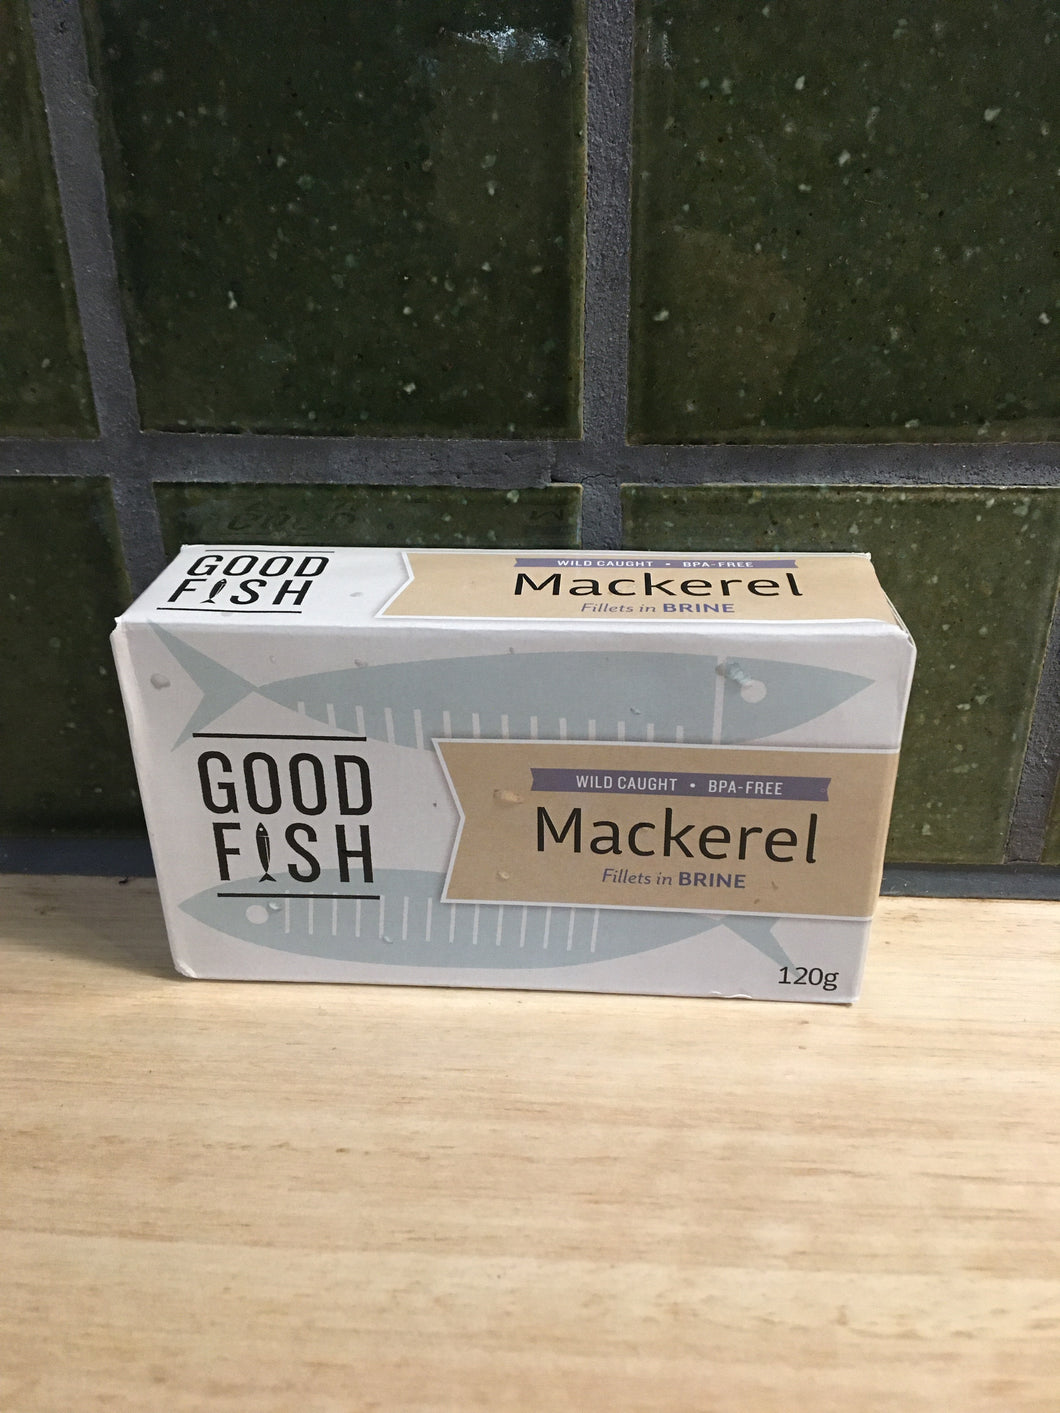 GOOD
FISH
WILD CAUGHT • BPA-FREE
Mackerel
Fillets in BRINE
GOOD
FISH
WILD CAUGHT • BPA-FREE
Mackerel
Fillets in BRINE
120g